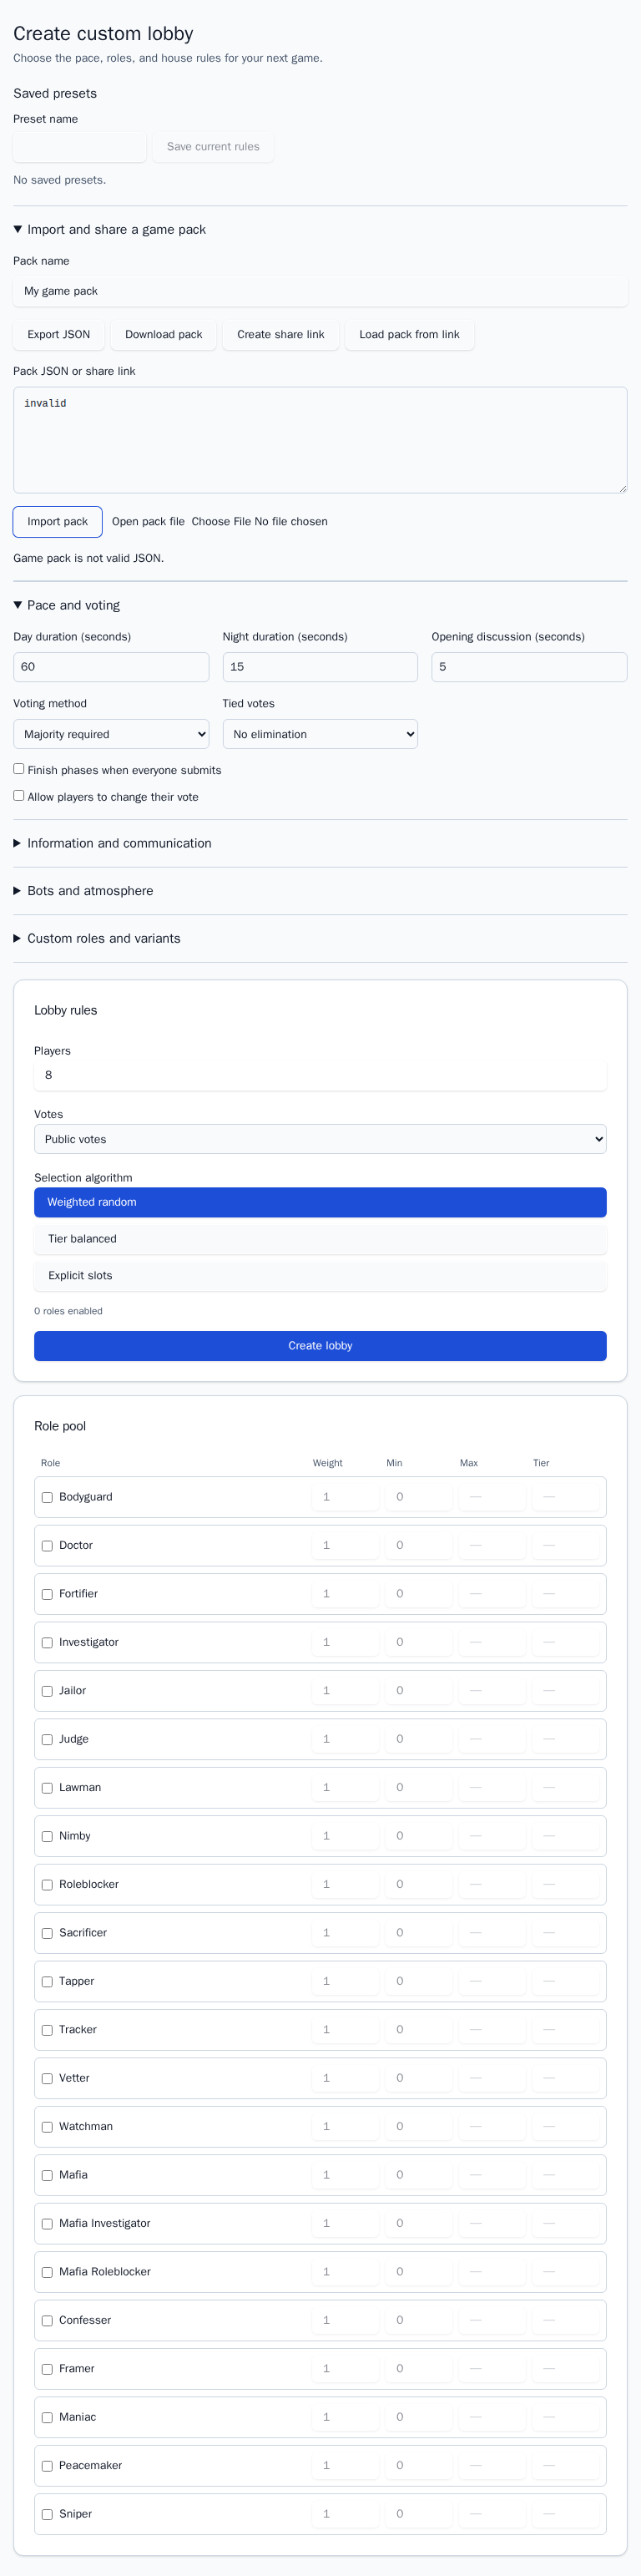 Create custom lobby
Choose the pace, roles, and house rules for your next game.
Saved presets
Preset name
Save current rules
No saved presets.
▼ Import and share a game pack
Pack name
My game pack
Export JSON Download pack Create share link Load pack from link
Pack JSON or share link
invalid
Import pack Open pack file Choose File No file chosen
Game pack is not valid JSON.
▼ Pace and voting
Day duration (seconds) Night duration (seconds) Opening discussion (seconds)
60 15 5
Voting method Tied votes
Majority required No elimination
Finish phases when everyone submits
Allow players to change their vote
▶ Information and communication
▶ Bots and atmosphere
▶ Custom roles and variants
Lobby rules
Players
8
Votes
Public votes
Selection algorithm
Weighted random
Tier balanced
Explicit slots
0 roles enabled
Create lobby
Role pool
Role Weight Min Max Tier
Bodyguard 1 0 — —
Doctor 1 0 — —
Fortifier 1 0 — —
Investigator 1 0 — —
Jailor 1 0 — —
Judge 1 0 — —
Lawman 1 0 — —
Nimby 1 0 — —
Roleblocker 1 0 — —
Sacrificer 1 0 — —
Tapper 1 0 — —
Tracker 1 0 — —
Vetter 1 0 — —
Watchman 1 0 — —
Mafia 1 0 — —
Mafia Investigator 1 0 — —
Mafia Roleblocker 1 0 — —
Confesser 1 0 — —
Framer 1 0 — —
Maniac 1 0 — —
Peacemaker 1 0 — —
Sniper 1 0 — —